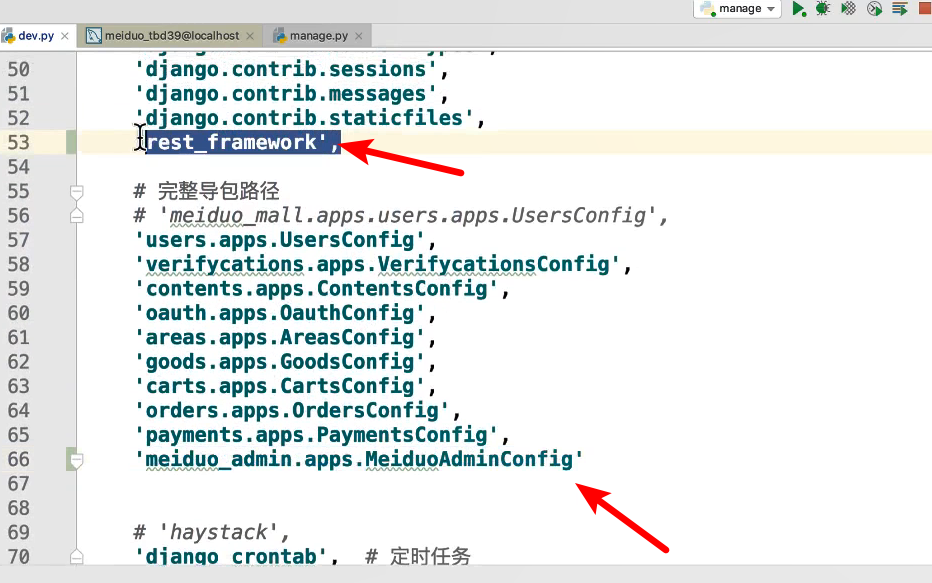 manage
dev.py
meiduo_tbd39@localhost
manage.py
50 'django.contrib.sessions',
51 'django.contrib.messages',
52 'django.contrib.staticfiles',
53 'rest_framework',
54
55 # 完整导包路径
56 # 'meiduo_mall.apps.users.apps.UsersConfig',
57 'users.apps.UsersConfig',
58 'verifycations.apps.VerifycationsConfig',
59 'contents.apps.ContentsConfig',
60 'oauth.apps.OauthConfig',
61 'areas.apps.AreasConfig',
62 'goods.apps.GoodsConfig',
63 'carts.apps.CartsConfig',
64 'orders.apps.OrdersConfig',
65 'payments.apps.PaymentsConfig',
66 'meiduo_admin.apps.MeiduoAdminConfig'
67
68
69 # 'haystack',
70 'django_crontab', # 定时任务